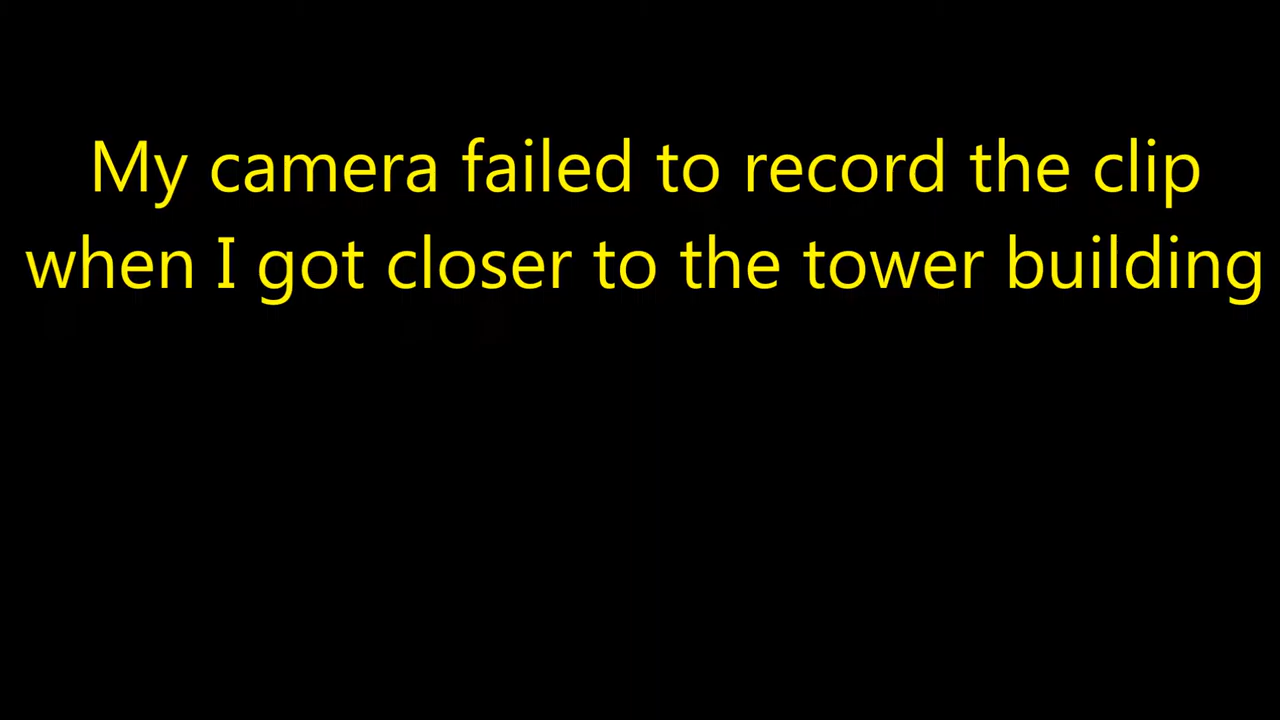 My camera failed to record the clip
when I got closer to the tower building